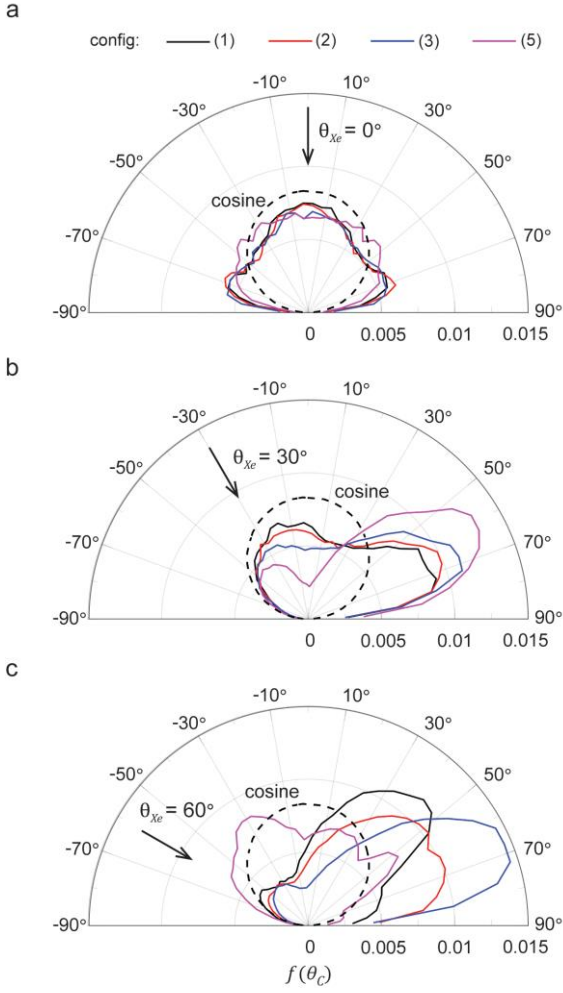 a
config: (1) (2) (3) (5)
-10° 10°
-30° 30°
θXe = 0°
-50° 50°
cosine
-70° 70°
-90° 90°
0 0.005 0.01 0.015
b
-10° 10°
-30° 30°
θXe = 30°
-50° 50°
cosine
-70° 70°
-90° 90°
0 0.005 0.01 0.015
c
-10° 10°
-30° 30°
-50° 50°
θXe = 60°
cosine
-70° 70°
-90° 90°
0 0.005 0.01 0.015
f(θC)